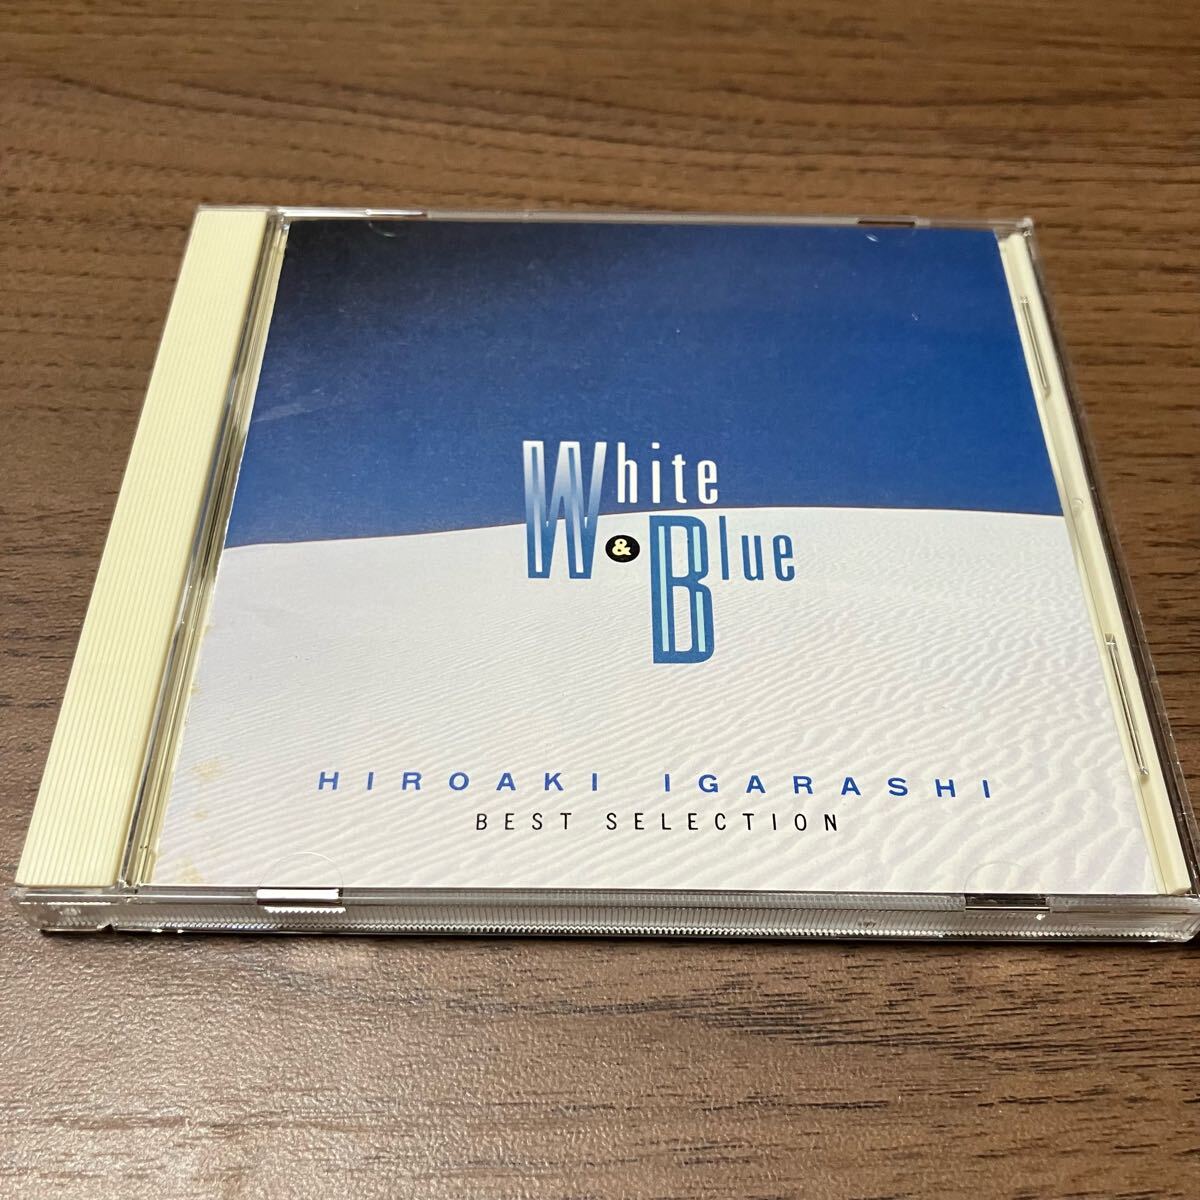 White
& Blue
HIROAKI IGARASHI
BEST SELECTION